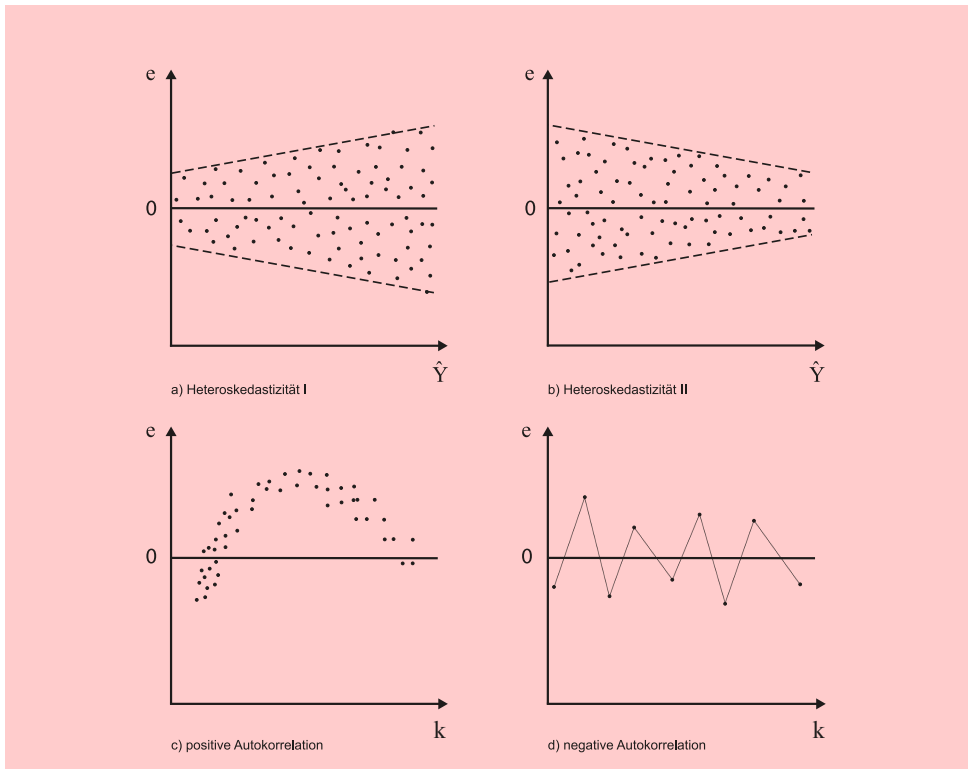 e
0
Ŷ
a) Heteroskedastizität I
e
0
Ŷ
b) Heteroskedastizität II
e
0
k
c) positive Autokorrelation
e
0
k
d) negative Autokorrelation